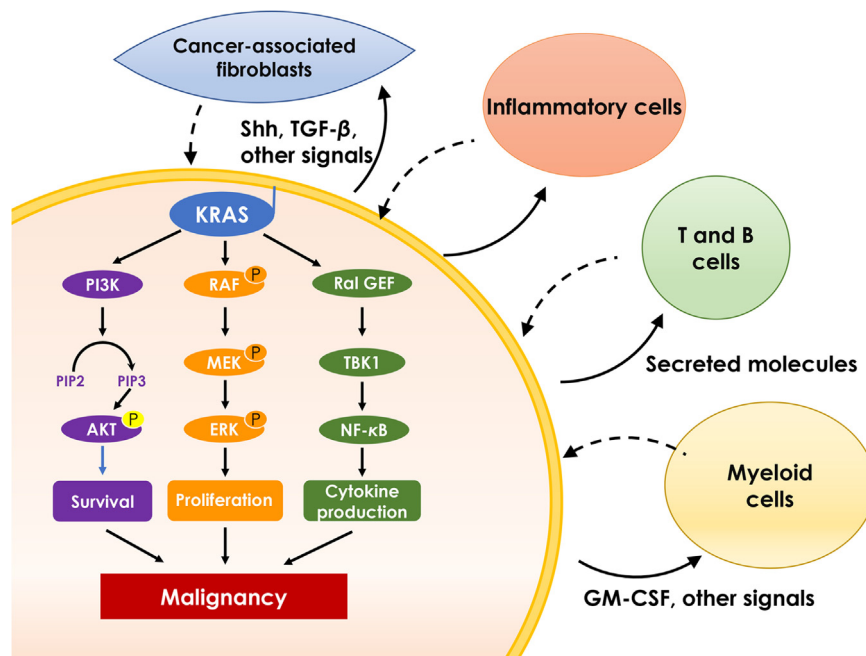 Cancer-associated
fibroblasts
Shh, TGF-β,
other signals
Inflammatory cells
T and B
cells
Secreted molecules
Myeloid
cells
GM-CSF, other signals
KRAS
PI3K
RAF P
Ral GEF
PIP2 PIP3
MEK P
TBK1
AKT P
ERK P
NF-κB
Survival
Proliferation
Cytokine
production
Malignancy